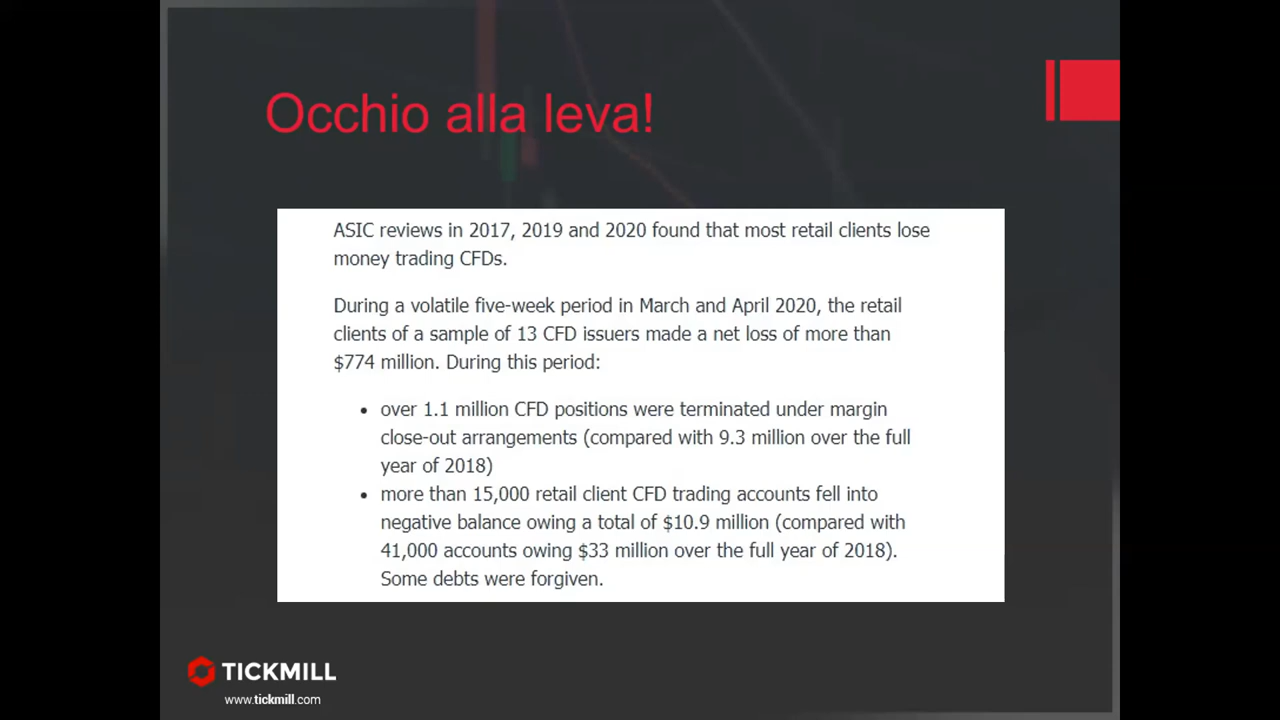 Occhio alla leva!
ASIC reviews in 2017, 2019 and 2020 found that most retail clients lose
money trading CFDs.
During a volatile five-week period in March and April 2020, the retail
clients of a sample of 13 CFD issuers made a net loss of more than
$774 million. During this period:
• over 1.1 million CFD positions were terminated under margin
close-out arrangements (compared with 9.3 million over the full
year of 2018)
• more than 15,000 retail client CFD trading accounts fell into
negative balance owing a total of $10.9 million (compared with
41,000 accounts owing $33 million over the full year of 2018).
Some debts were forgiven.
TICKMILL
www.tickmill.com